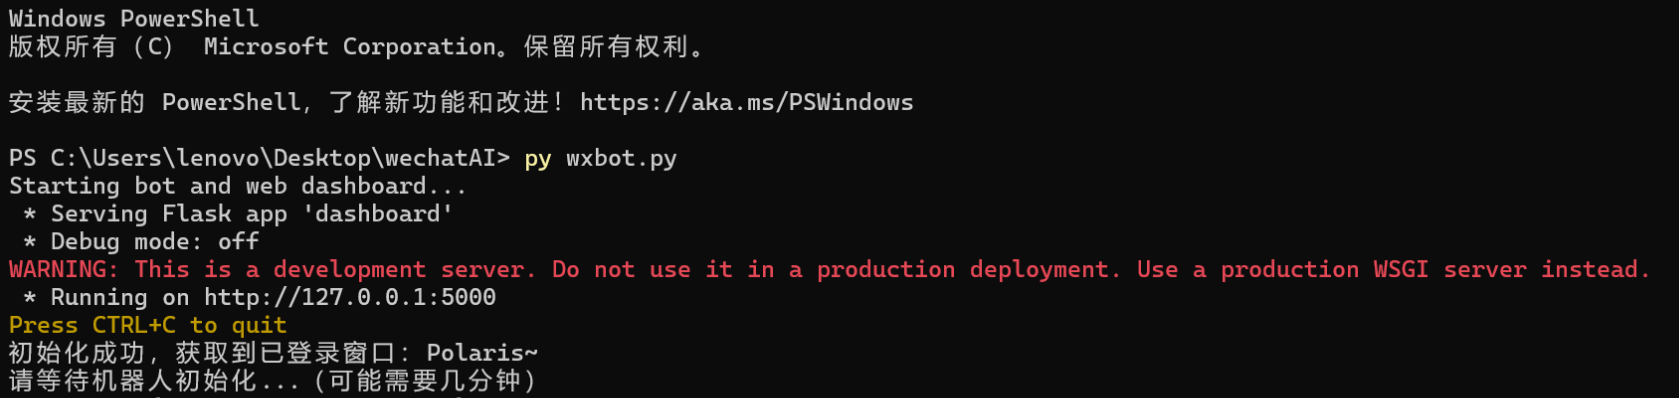 Windows PowerShell
版权所有（C） Microsoft Corporation。保留所有权利。
安装最新的 PowerShell，了解新功能和改进！https://aka.ms/PSWindows
PS C:\Users\lenovo\Desktop\wechatAI> py wxbot.py
Starting bot and web dashboard...
 * Serving Flask app 'dashboard'
 * Debug mode: off
WARNING: This is a development server. Do not use it in a production deployment. Use a production WSGI server instead.
 * Running on http://127.0.0.1:5000
Press CTRL+C to quit
初始化成功，获取到已登录窗口：Polaris~
请等待机器人初始化...（可能需要几分钟）